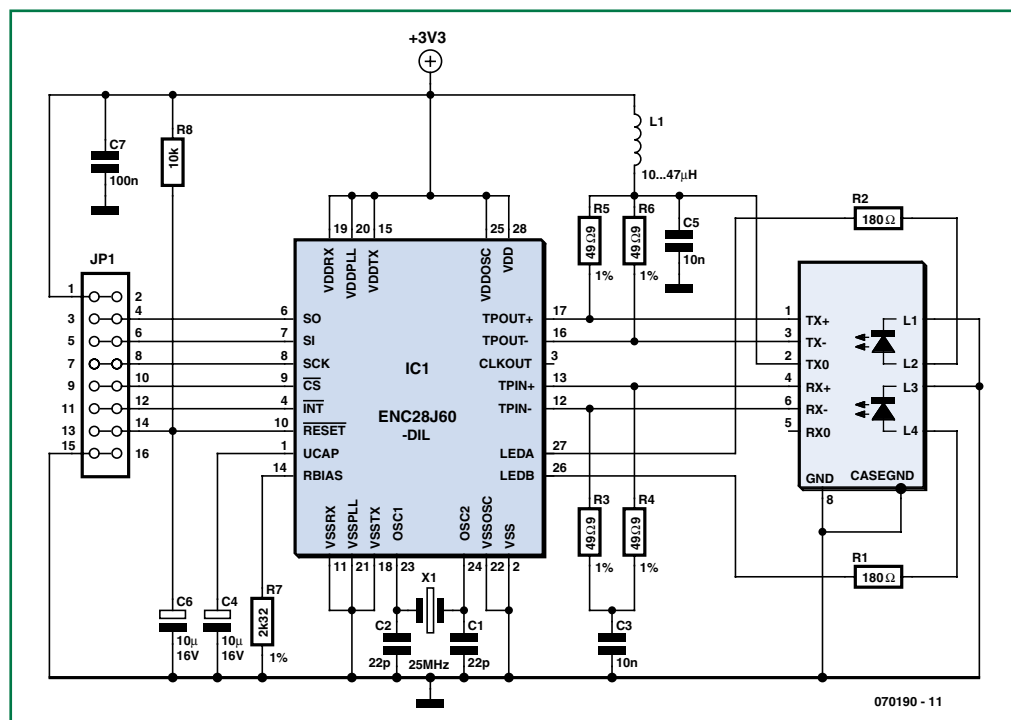 +3V3
C7
100n
R8
10k
L1
10...47µH
R5
49Ω9
1%
R6
49Ω9
1%
C5
10n
R2
180Ω
JP1
1
2
3
4
5
6
7
8
9
10
11
12
13
14
15
16
19
20
15
25
28
VDDRX
VDDPLL
VDDTX
VDDOSC
VDD
6
SO
7
SI
8
SCK
9
CS
4
INT
10
RESET
1
UCAP
14
RBIAS
IC1
ENC28J60
-DIL
TPOUT+
17
TPOUT-
16
CLKOUT
3
TPIN+
13
TPIN-
12
LEDA
27
LEDB
26
VSSRX
VSSPLL
VSSTX
OSC1
OSC2
VSSOSC
VSS
11
21
18
23
24
22
2
1
TX+
3
TX-
2
TX0
4
RX+
6
RX-
5
RX0
L1
L2
L3
L4
GND
CASEGND
8
R3
49Ω9
1%
R4
49Ω9
1%
R1
180Ω
C6
10µ
16V
C4
10µ
16V
R7
2k32
1%
X1
C2
22p
25MHz
C1
22p
C3
10n
070190 - 11